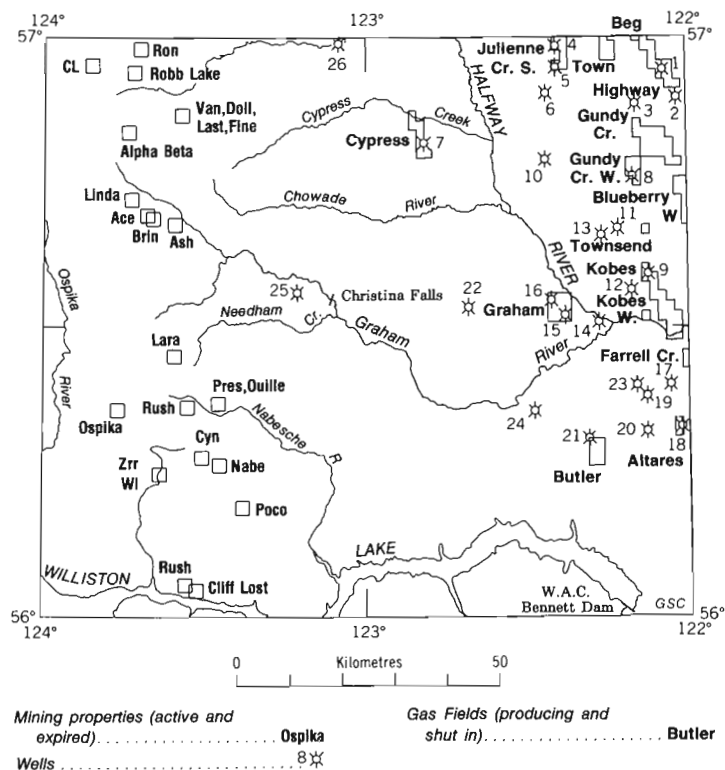 124°
123°
122°
57°
57°
Beg
Ron
CL
Robb Lake
26
Julienne
Cr. S.
4
5
Town
1
Highway
2
3
6
Van, Doll,
Last, Fine
Alpha Beta
Cypress
Creek
Cypress
7
HALFWAY
Gundy
Cr.
10
Gundy
Cr. W.
8
Blueberry
W
Linda
Ace
Brin
Ash
Chowade
River
RIVER
11
13
Townsend
Kobes
9
12
Kobes
W.
Ospika
River
25
Christina Falls
Needham
Cr.
22
16
Graham
15
14
Graham
River
Lara
Farrell Cr.
17
23
19
Pres, Ouille
Rush
Ospika
Nabesche
R
24
20
18
21
Altares
Butler
Cyn
Zrr
WI
Nabe
Poco
Rush
Cliff Lost
WILLISTON
LAKE
W.A.C.
Bennett Dam
GSC
56°
56°
124°
123°
122°
0 Kilometres 50
Mining properties (active and
expired) . . . . . . . . . . . . . . . . . . . . . . . . Ospika
Wells . . . . . . . . . . . . . . . . . . . . . . . . . . . . 8
Gas Fields (producing and
shut in) . . . . . . . . . . . . . . . . . . . . . Butler